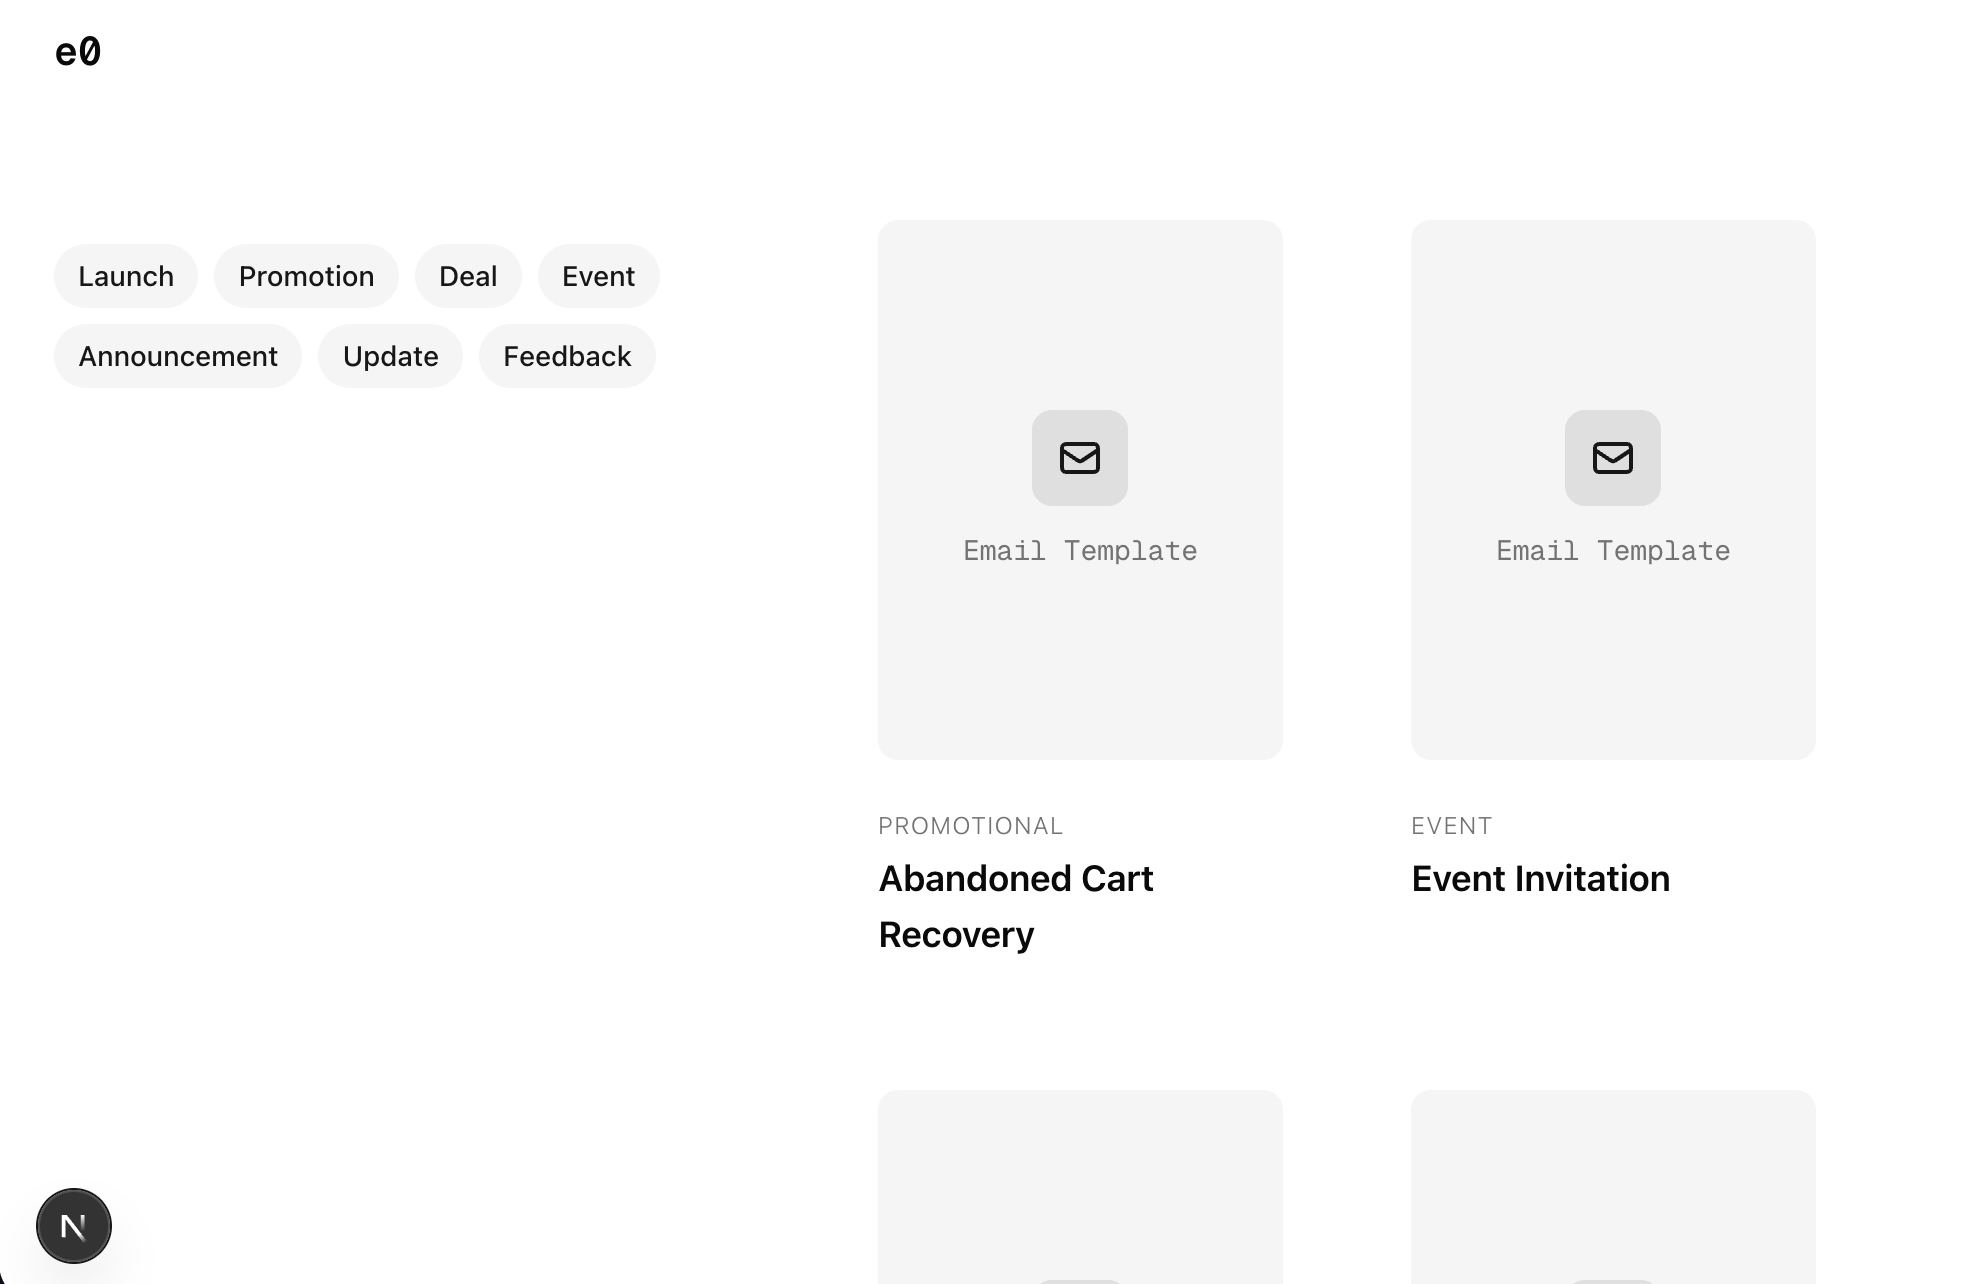 e0
Launch
Promotion
Deal
Event
Announcement
Update
Feedback
Email Template
Email Template
PROMOTIONAL
Abandoned Cart
Recovery
EVENT
Event Invitation
N